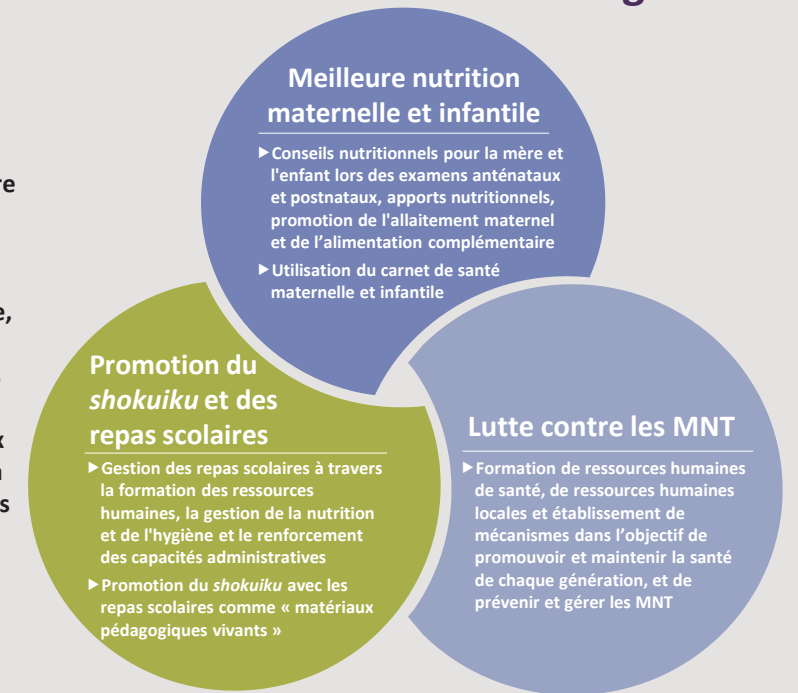 Meilleure nutrition
maternelle et infantile
▶Conseils nutritionnels pour la mère et
l'enfant lors des examens anténataux
et postnataux, apports nutritionnels,
promotion de l'allaitement maternel
et de l’alimentation complémentaire
▶Utilisation du carnet de santé
maternelle et infantile
Promotion du
shokuiku et des
repas scolaires
▶Gestion des repas scolaires à travers
la formation des ressources
humaines, la gestion de la nutrition
et de l'hygiène et le renforcement
des capacités administratives
▶Promotion du shokuiku avec les
repas scolaires comme « matériaux
pédagogiques vivants »
Lutte contre les MNT
▶Formation de ressources humaines
de santé, de ressources humaines
locales et établissement de
mécanismes dans l’objectif de
promouvoir et maintenir la santé
de chaque génération, et de
prévenir et gérer les MNT